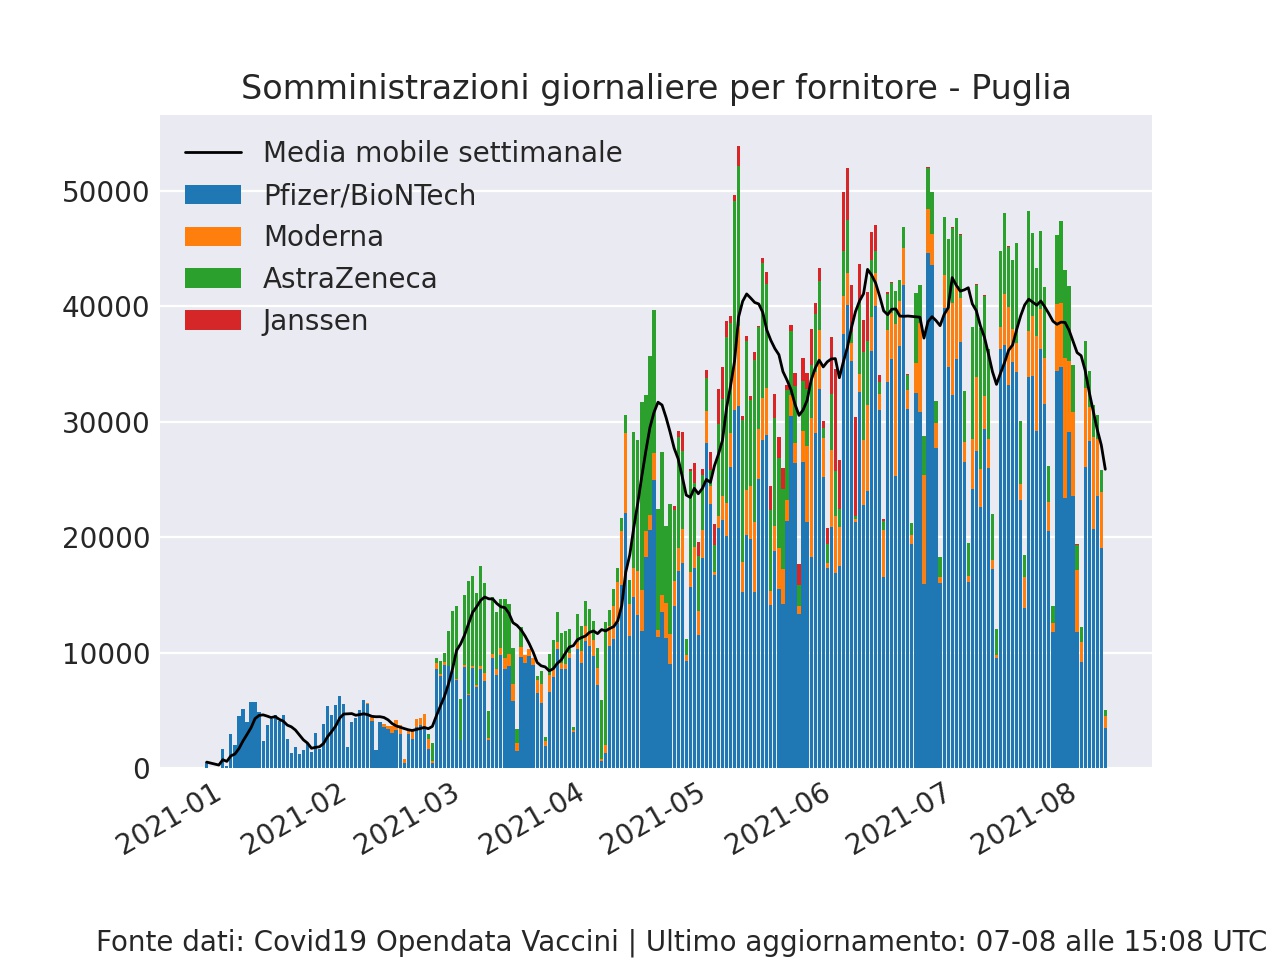 Somministrazioni giornaliere per fornitore - Puglia
Media mobile settimanale
Pfizer/BioNTech
Moderna
AstraZeneca
Janssen
50000
40000
30000
20000
10000
0
2021-01
2021-02
2021-03
2021-04
2021-05
2021-06
2021-07
2021-08
Fonte dati: Covid19 Opendata Vaccini | Ultimo aggiornamento: 07-08 alle 15:08 UTC